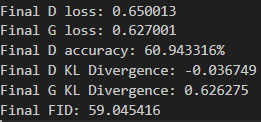 Final D loss: 0.650013
Final G loss: 0.627001
Final D accuracy: 60.943316%
Final D KL Divergence: -0.036749
Final G KL Divergence: 0.626275
Final FID: 59.045416